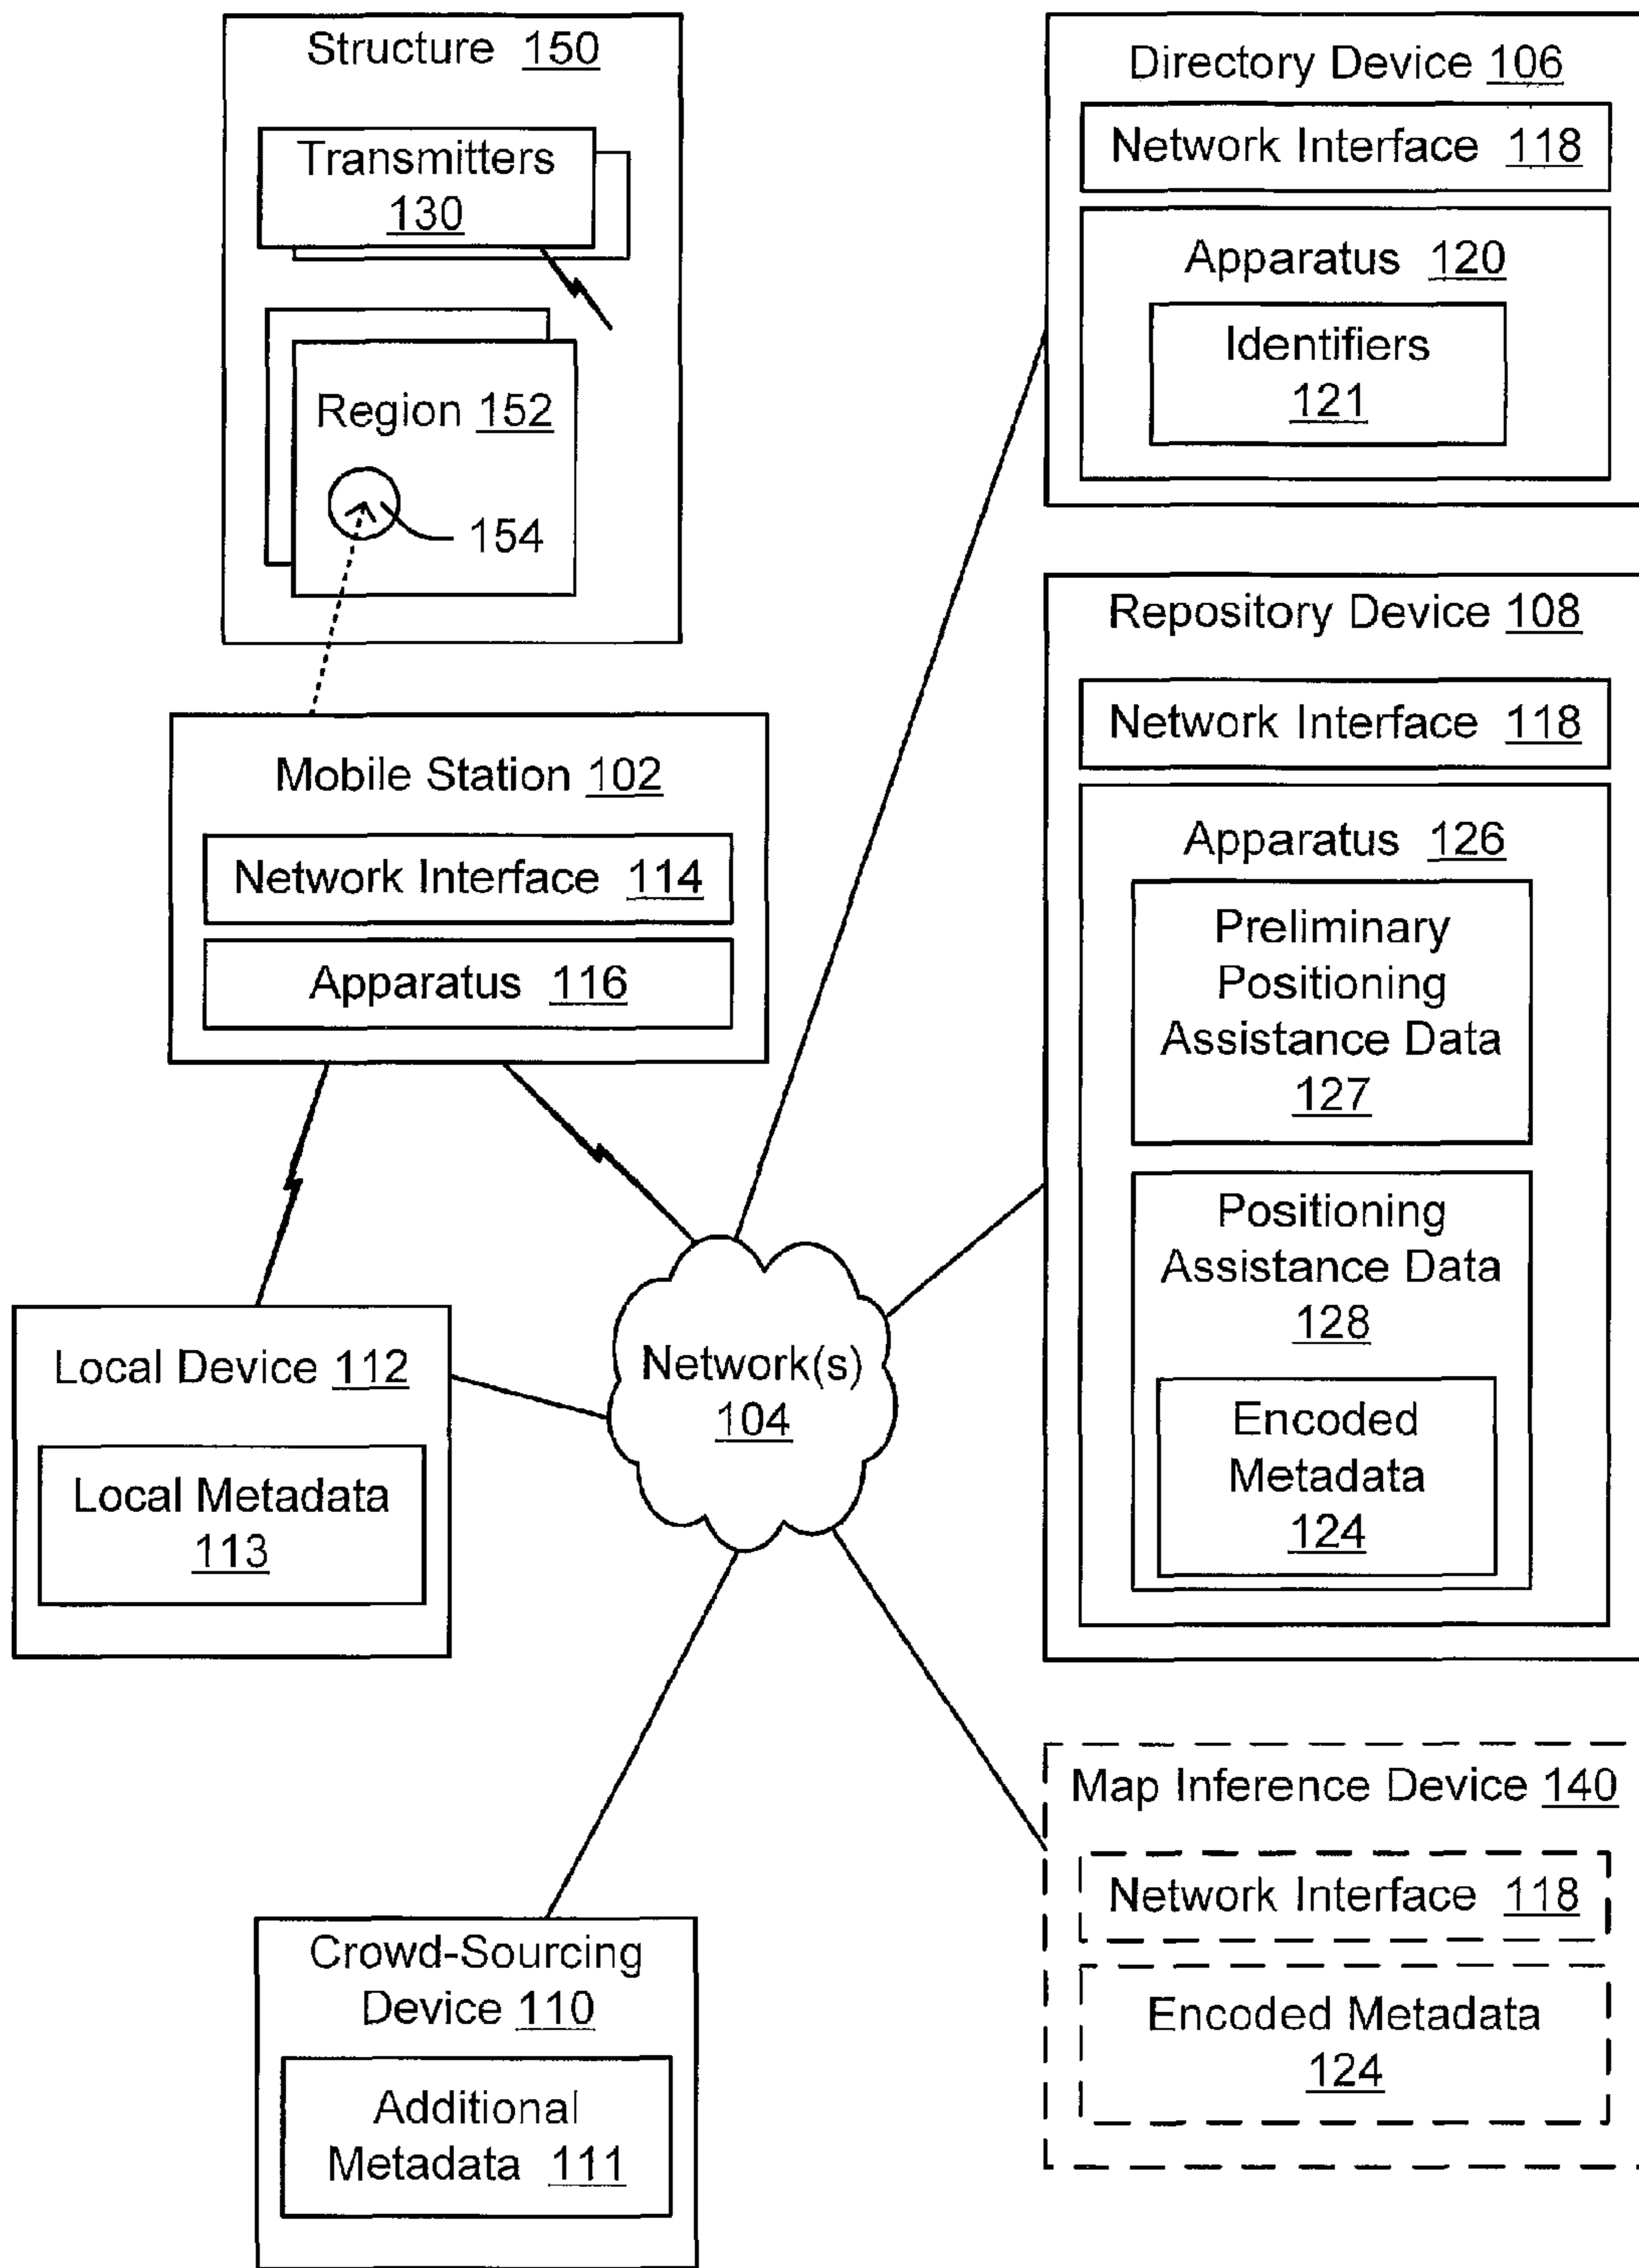 Structure 150
Transmitters
130
Region 152
154
Mobile Station 102
Network Interface 114
Apparatus 116
Local Device 112
Local Metadata
113
Network(s)
104
Crowd-Sourcing
Device 110
Additional
Metadata 111
Directory Device 106
Network Interface 118
Apparatus 120
Identifiers
121
Repository Device 108
Network Interface 118
Apparatus 126
Preliminary
Positioning
Assistance Data
127
Positioning
Assistance Data
128
Encoded
Metadata
124
Map Inference Device 140
Network Interface 118
Encoded Metadata
124